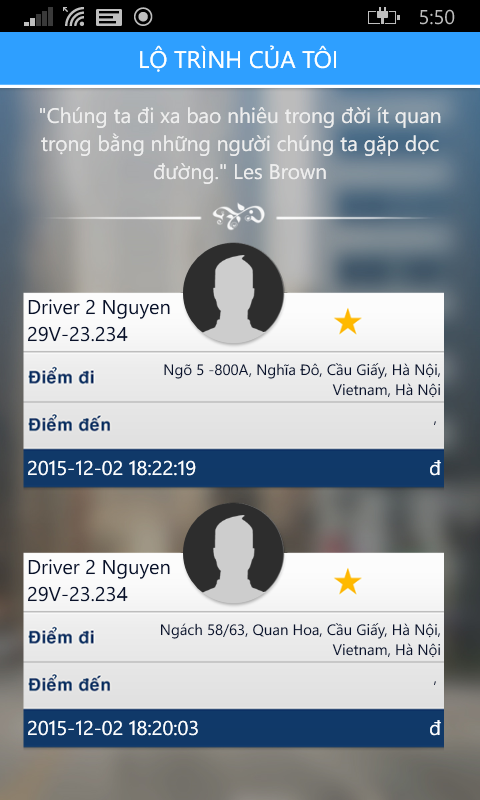 5:50
LỘ TRÌNH CỦA TÔI
"Chúng ta đi xa bao nhiêu trong đời ít quan
trọng bằng những người chúng ta gặp dọc
đường." Les Brown
Driver 2 Nguyen
29V-23.234
Điểm đi
Ngõ 5 -800A, Nghĩa Đô, Cầu Giấy, Hà Nội,
Vietnam, Hà Nội
Điểm đến ,
2015-12-02 18:22:19 đ
Driver 2 Nguyen
29V-23.234
Điểm đi
Ngách 58/63, Quan Hoa, Cầu Giấy, Hà Nội,
Vietnam, Hà Nội
Điểm đến ,
2015-12-02 18:20:03 đ